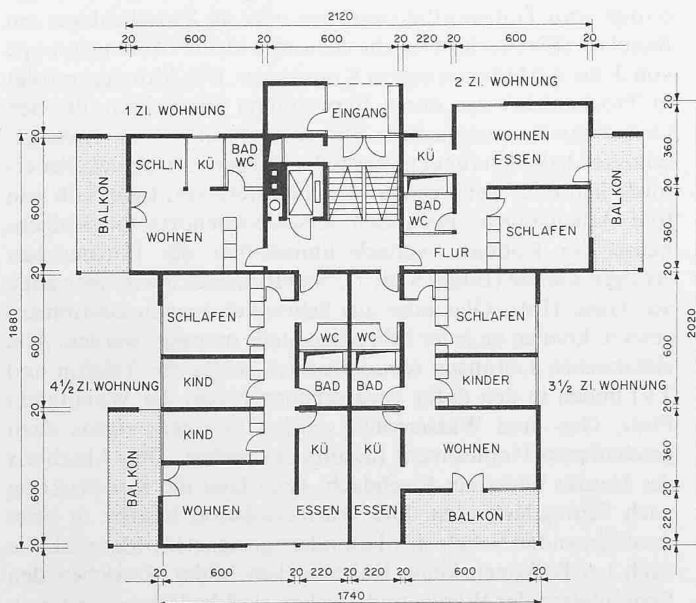 2120
20 600 20 600 20 220 20 600 20
1 ZI. WOHNUNG
EINGANG
2 ZI. WOHNUNG
SCHL.
KÜ
BAD
WC
KÜ
WOHNEN
ESSEN
BALKON
BALKON
WOHNEN
BAD
WC
FLUR
SCHLAFEN
20
600
20
600
20
600
20
1880
20
360
20
360
20
600
20
220
20
2020
SCHLAFEN
WC
WC
SCHLAFEN
KIND
BAD
BAD
KINDER
4½ ZI. WOHNUNG
3½ ZI. WOHNUNG
KIND
KÜ
KÜ
WOHNEN
BALKON
WOHNEN
ESSEN
ESSEN
BALKON
20 600 20 220 220 20 600 20
1740